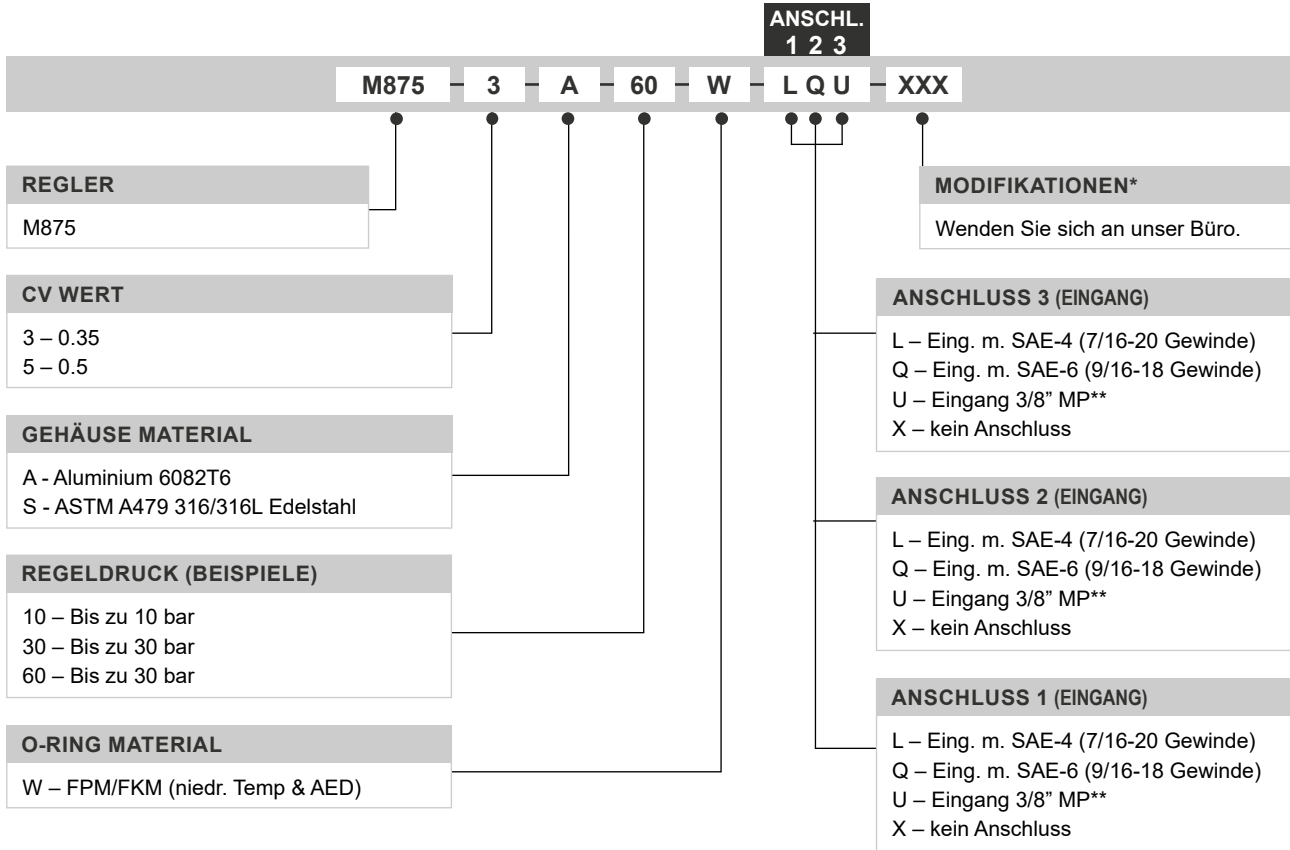 ANSCHL.
1 2 3
M875 – 3 – A – 60 – W – L Q U – XXX
REGLER
M875
CV WERT
3 – 0.35
5 – 0.5
GEHÄUSE MATERIAL
A - Aluminium 6082T6
S - ASTM A479 316/316L Edelstahl
REGELDRUCK (BEISPIELE)
10 – Bis zu 10 bar
30 – Bis zu 30 bar
60 – Bis zu 30 bar
O-RING MATERIAL
W – FPM/FKM (niedr. Temp & AED)
MODIFIKATIONEN*
Wenden Sie sich an unser Büro.
ANSCHLUSS 3 (EINGANG)
L – Eing. m. SAE-4 (7/16-20 Gewinde)
Q – Eing. m. SAE-6 (9/16-18 Gewinde)
U – Eingang 3/8” MP**
X – kein Anschluss
ANSCHLUSS 2 (EINGANG)
L – Eing. m. SAE-4 (7/16-20 Gewinde)
Q – Eing. m. SAE-6 (9/16-18 Gewinde)
U – Eingang 3/8” MP**
X – kein Anschluss
ANSCHLUSS 1 (EINGANG)
L – Eing. m. SAE-4 (7/16-20 Gewinde)
Q – Eing. m. SAE-6 (9/16-18 Gewinde)
U – Eingang 3/8” MP**
X – kein Anschluss